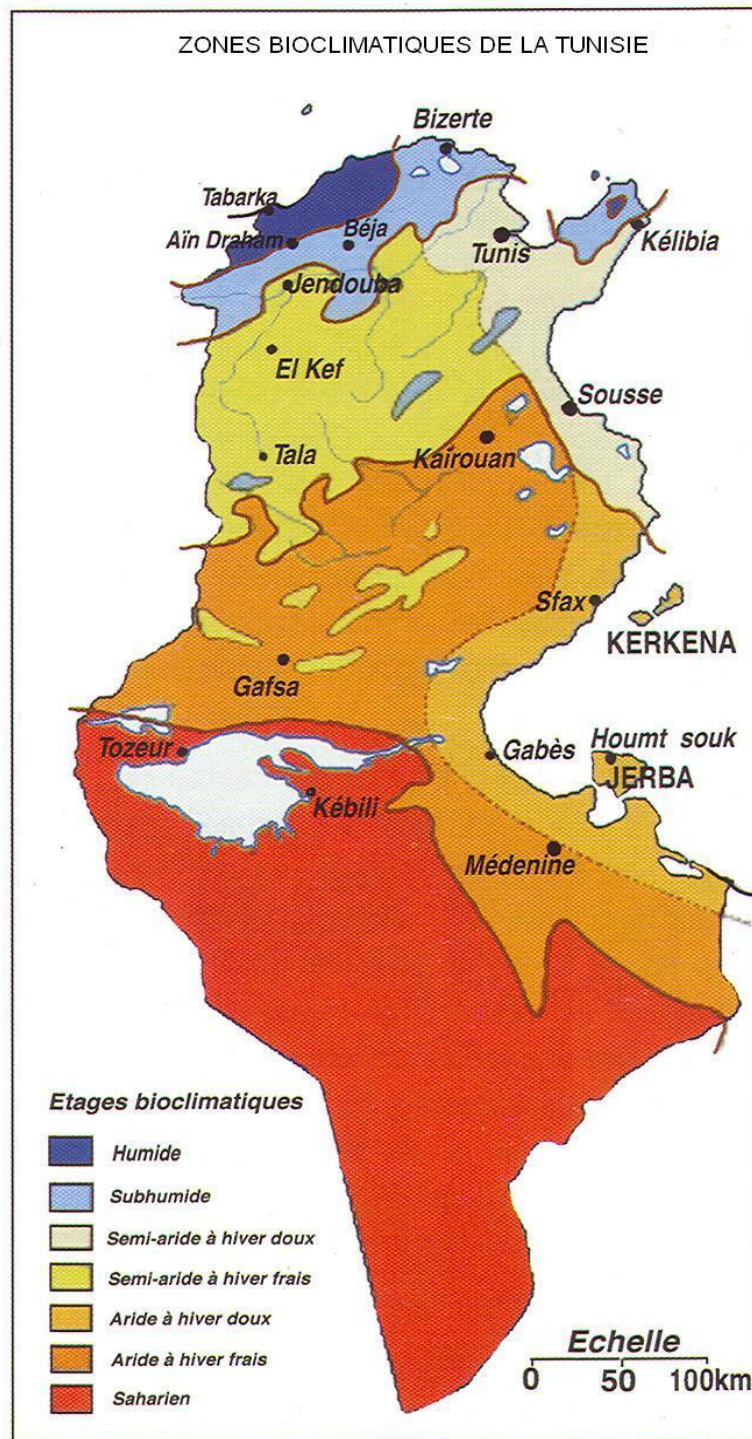 ZONES BIOCLIMATIQUES DE LA TUNISIE
Bizerte
Tabarka
Aïn Draham
Béja
Tunis
Kélibia
Jendouba
El Kef
Sousse
Tala
Kairouan
Sfax
KERKENA
Gafsa
Tozeur
Gabès
Houmt souk
JERBA
Kébili
Médenine
Etages bioclimatiques
Humide
Subhumide
Semi-aride à hiver doux
Semi-aride à hiver frais
Aride à hiver doux
Aride à hiver frais
Saharien
Echelle
0 50 100km